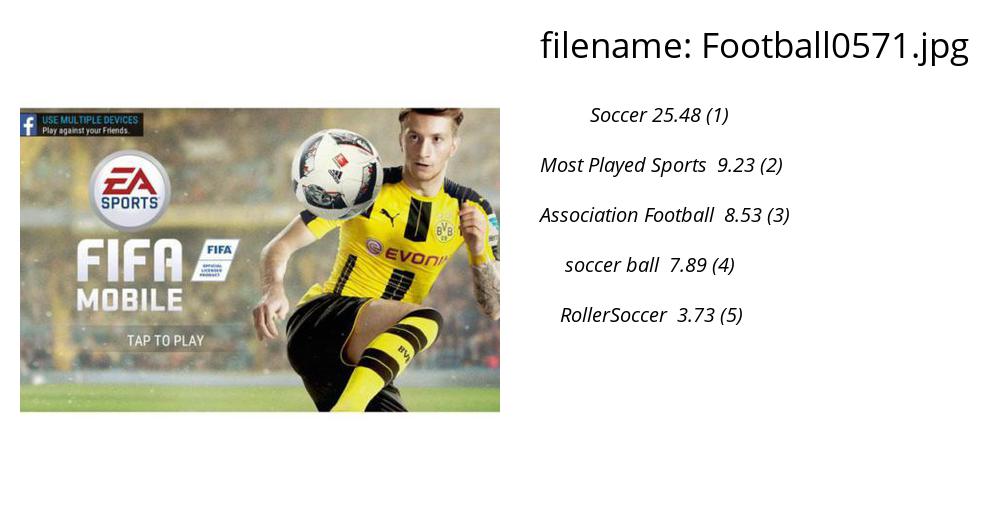 filename: Football0571.jpg
USE MULTIPLE DEVICES
Play against your Friends.
EA
SPORTS
FIFA
MOBILE
FIFA
OFFICIAL
LICENSED
PRODUCT
TAP TO PLAY
BVB
09
EVONIK
BVB
Soccer 25.48 (1)
Most Played Sports 9.23 (2)
Association Football 8.53 (3)
soccer ball 7.89 (4)
RollerSoccer 3.73 (5)